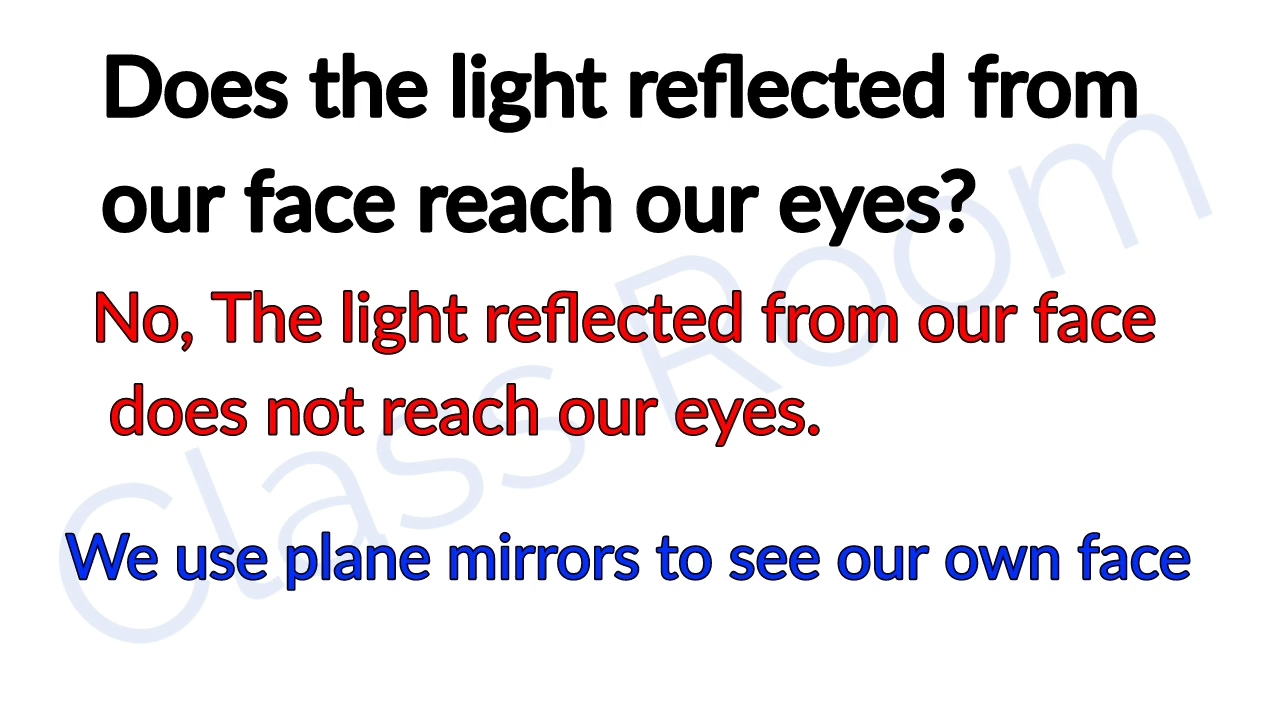 Does the light reflected from
our face reach our eyes?
No, The light reflected from our face
does not reach our eyes.
We use plane mirrors to see our own face
Class Room